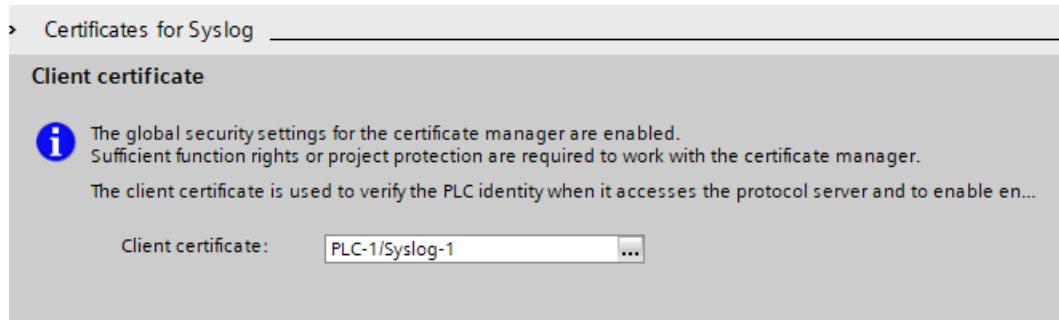 Certificates for Syslog
Client certificate
The global security settings for the certificate manager are enabled.
Sufficient function rights or project protection are required to work with the certificate manager.
The client certificate is used to verify the PLC identity when it accesses the protocol server and to enable en...
Client certificate: PLC-1/Syslog-1 ...